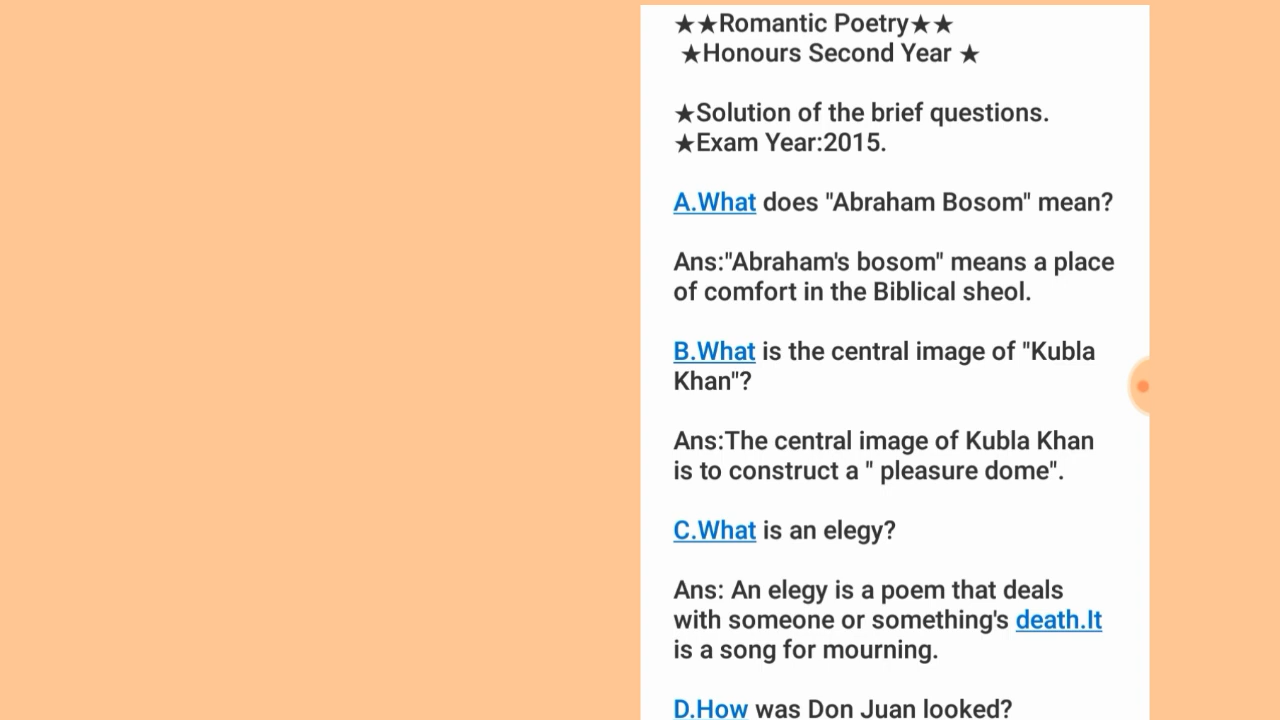 ★★Romantic Poetry★★
★Honours Second Year ★
★Solution of the brief questions.
★Exam Year:2015.
A.What does "Abraham Bosom" mean?
Ans:"Abraham's bosom" means a place
of comfort in the Biblical sheol.
B.What is the central image of "Kubla
Khan"?
Ans:The central image of Kubla Khan
is to construct a " pleasure dome".
C.What is an elegy?
Ans: An elegy is a poem that deals
with someone or something's death.It
is a song for mourning.
D.How was Don Juan looked?